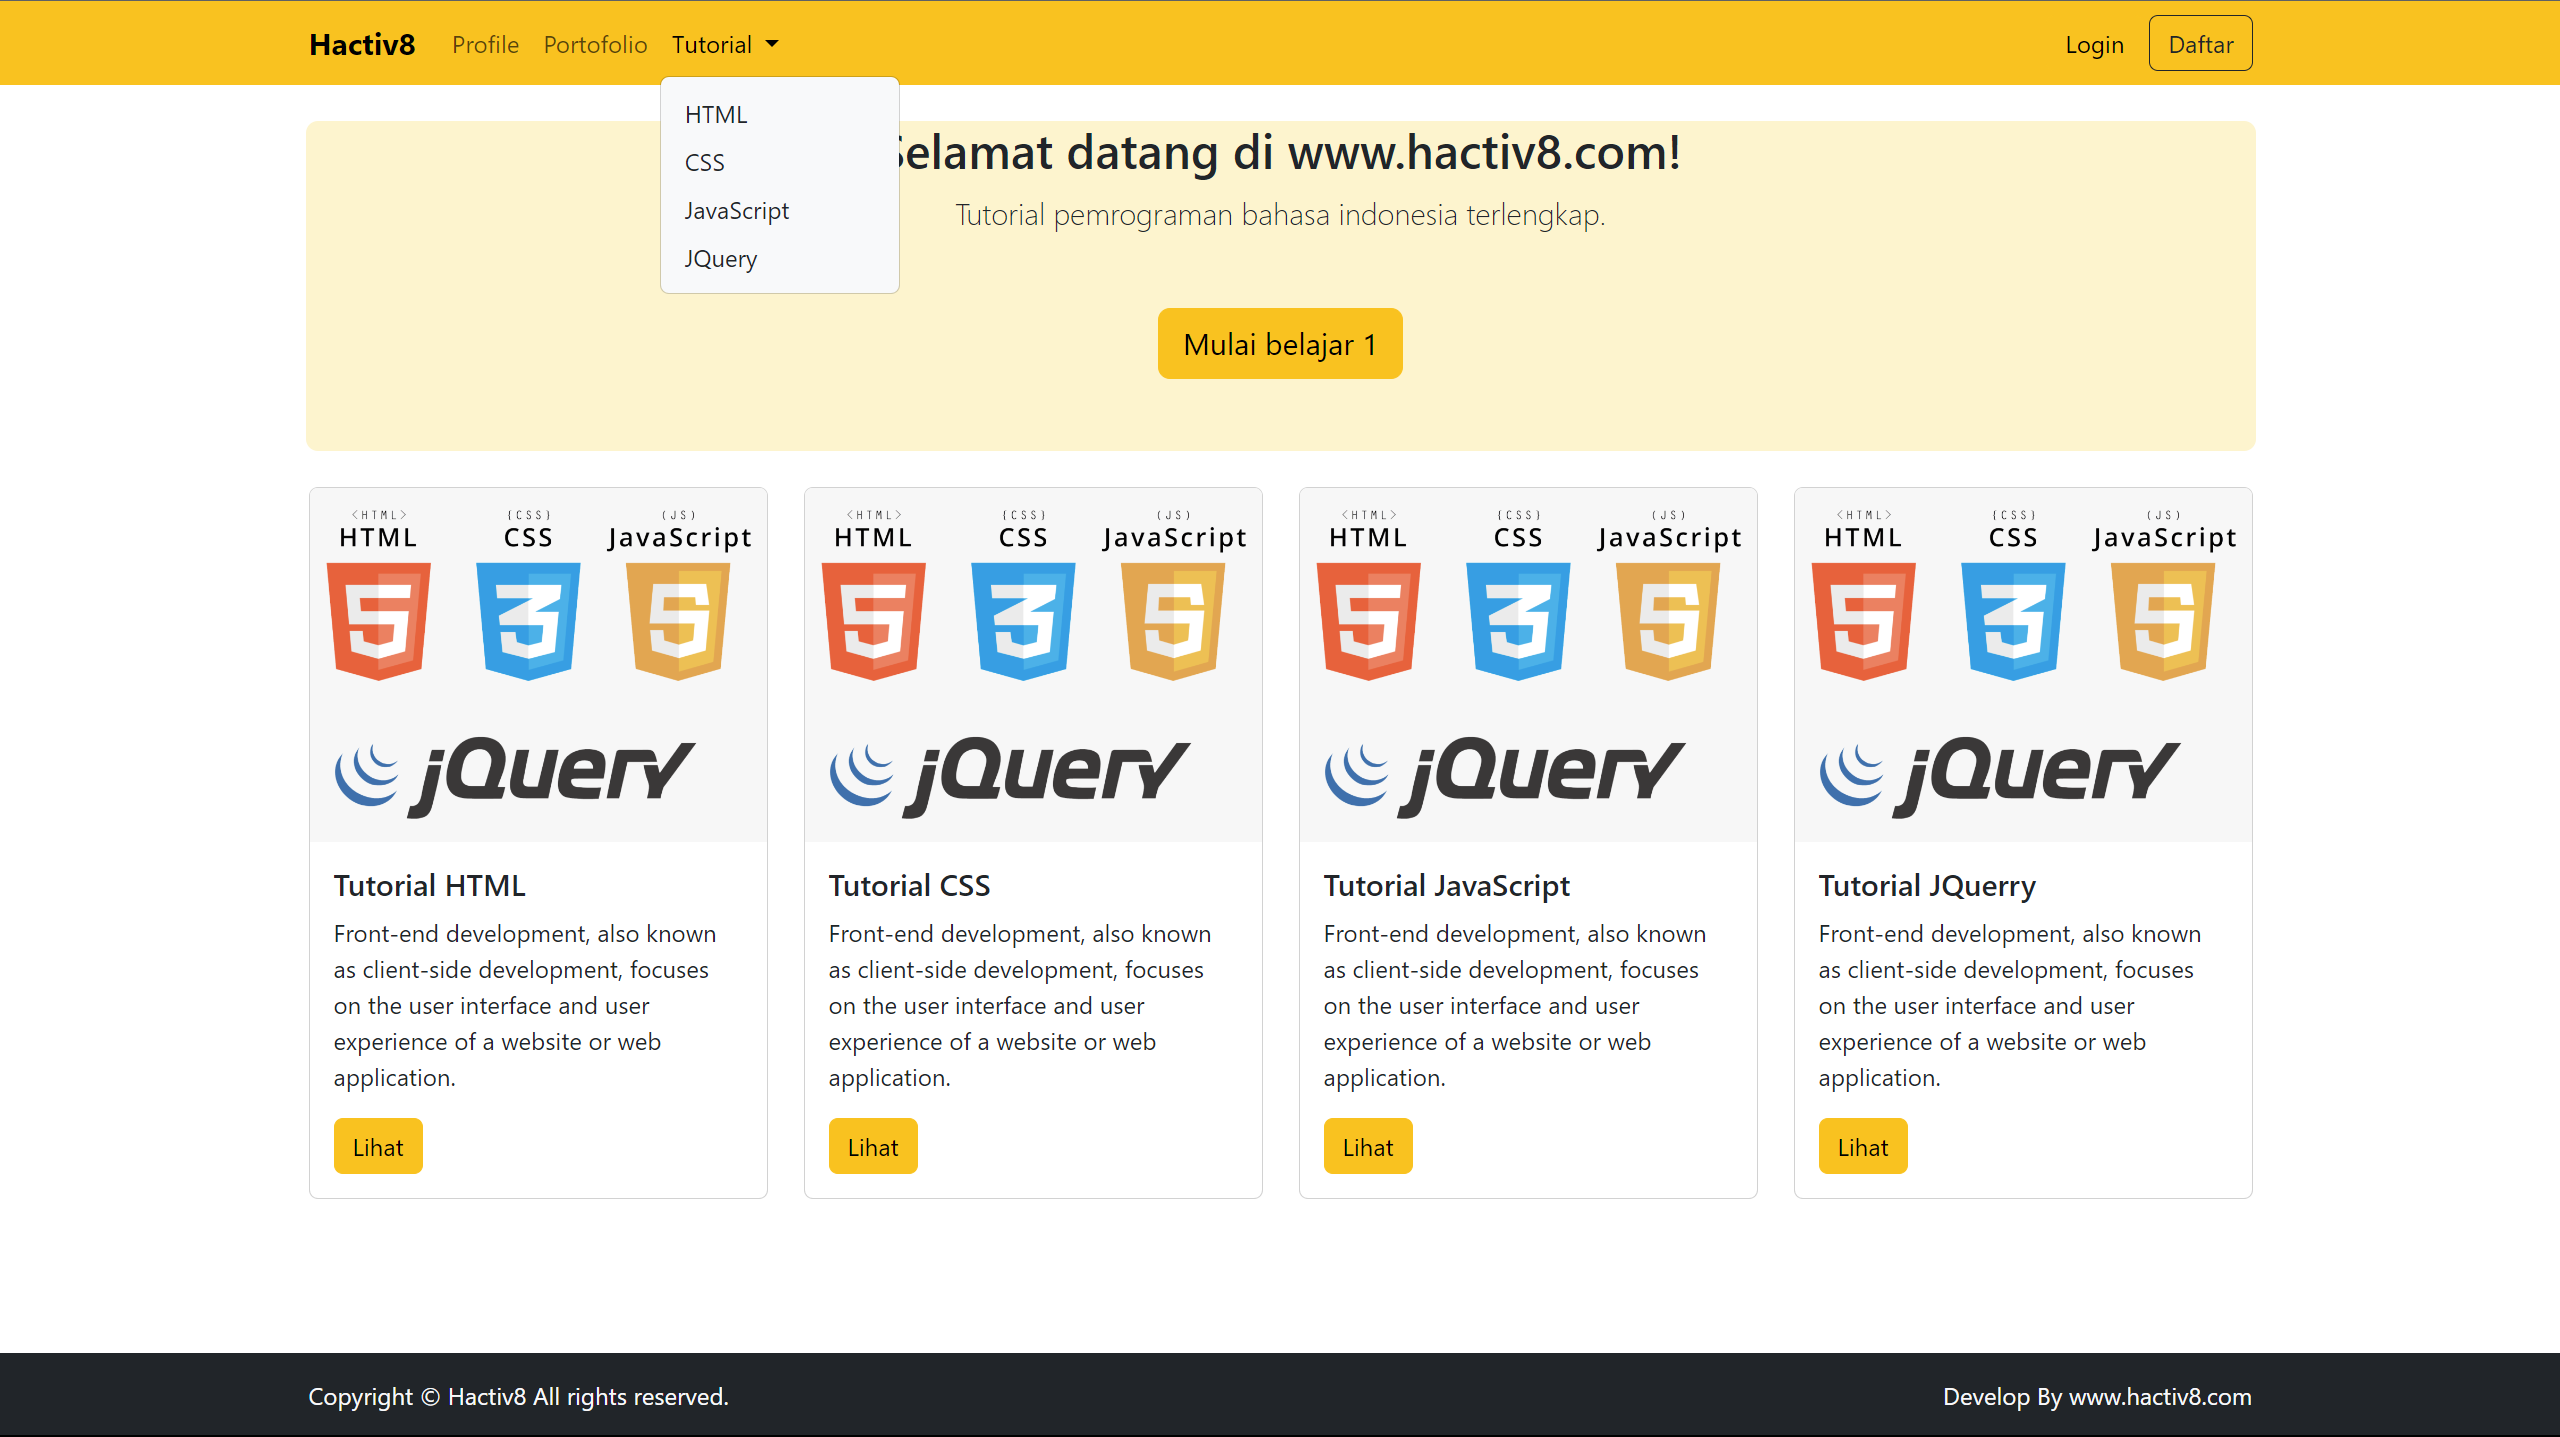 Hactiv8 Profile Portofolio Tutorial Login Daftar
HTML
CSS
JavaScript
JQuery
Selamat datang di www.hactiv8.com!
Tutorial pemrograman bahasa indonesia terlengkap.
Mulai belajar 1
<HTML> {CSS} (JS)
HTML CSS JavaScript
jQuery
<HTML> {CSS} (JS)
HTML CSS JavaScript
jQuery
<HTML> {CSS} (JS)
HTML CSS JavaScript
jQuery
<HTML> {CSS} (JS)
HTML CSS JavaScript
jQuery
Tutorial HTML
Front-end development, also known
as client-side development, focuses
on the user interface and user
experience of a website or web
application.
Lihat
Tutorial CSS
Front-end development, also known
as client-side development, focuses
on the user interface and user
experience of a website or web
application.
Lihat
Tutorial JavaScript
Front-end development, also known
as client-side development, focuses
on the user interface and user
experience of a website or web
application.
Lihat
Tutorial JQuerry
Front-end development, also known
as client-side development, focuses
on the user interface and user
experience of a website or web
application.
Lihat
Copyright © Hactiv8 All rights reserved.
Develop By www.hactiv8.com